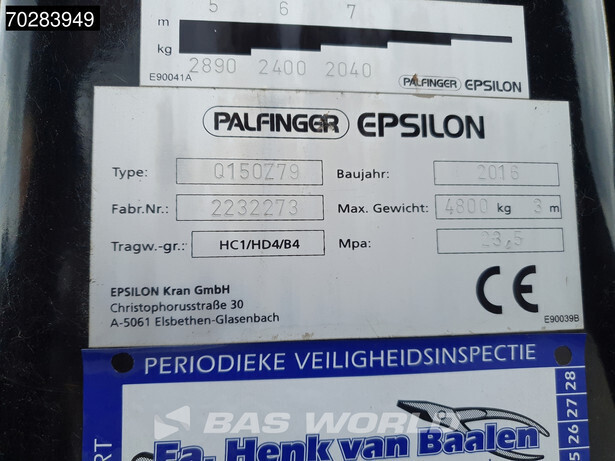 70283949
5 6 7
m
kg
2890 2400 2040
E90041A
PALFINGER EPSILON
PALFINGER EPSILON
Type: Q150Z79 Baujahr: 2016
Fabr.Nr.: 2232273 Max. Gewicht: 4800 kg 3 m
Tragw.-gr.: HC1/HD4/B4 Mpa: 23,5
EPSILON Kran GmbH
Christophorusstraße 30
A-5061 Elsbethen-Glasenbach
CE
E90039B
PERIODIEKE VEILIGHEIDSINSPECTIE
BAS WORLD
Fa. Henk van Baalen
26 27 28